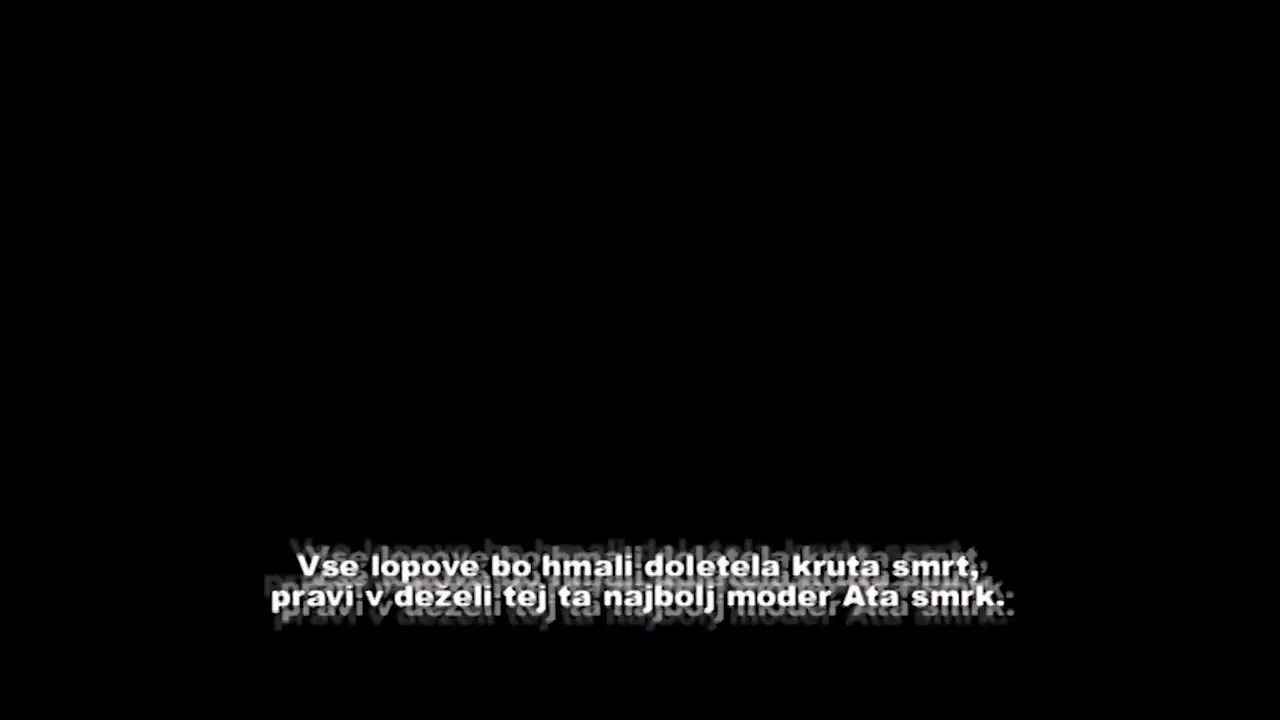 Vse lopove bo hmali doletela kruta smrt,
pravi v deželi tej ta najbolj moder Ata smrk.